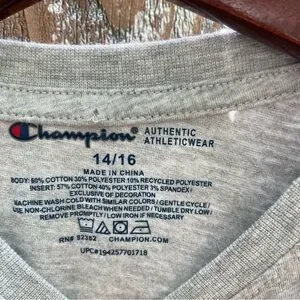 Champion AUTHENTIC
ATHLETICWEAR
14/16
MADE IN CHINA
BODY: 60% COTTON 30% POLYESTER 10% RECYCLED POLYESTER
INSERT: 57% COTTON 40% POLYESTER 3% SPANDEX
EXCLUSIVE OF DECORATION
MACHINE WASH COLD WITH SIMILAR COLORS / GENTLE CYCLE /
USE NON-CHLORINE BLEACH WHEN NEEDED / TUMBLE DRY LOW /
REMOVE PROMPTLY / LOW IRON IF NEEDED
RN# 82382 CHAMPION.COM
UPC#194257701718